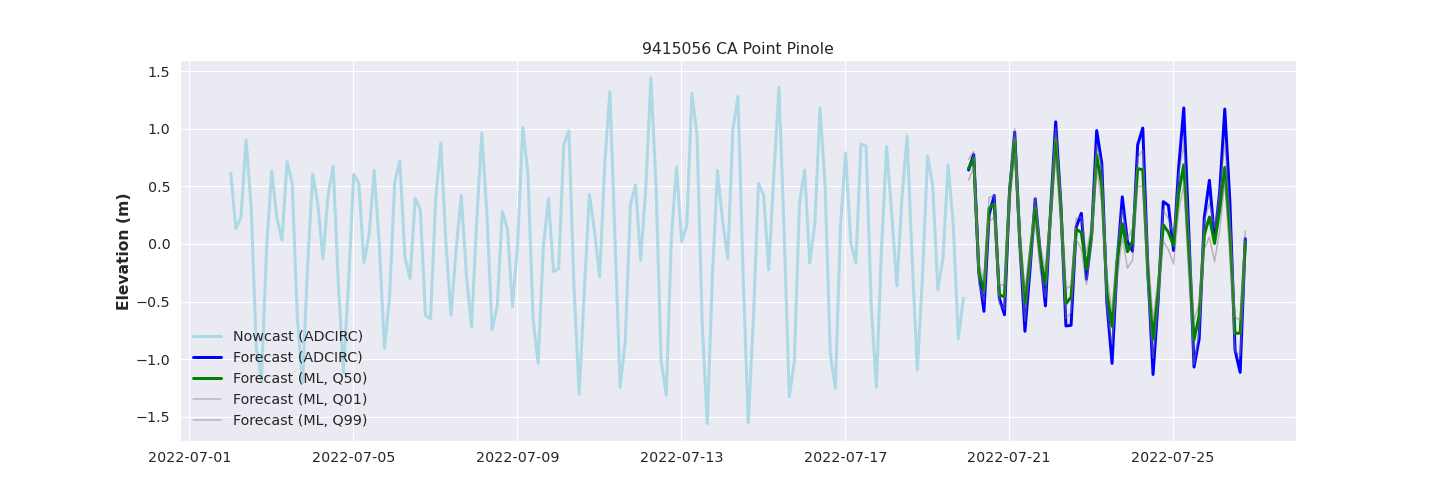 9415056 CA Point Pinole
1.5
1.0
0.5
0.0
−0.5
−1.0
−1.5
Elevation (m)
Nowcast (ADCIRC)
Forecast (ADCIRC)
Forecast (ML, Q50)
Forecast (ML, Q01)
Forecast (ML, Q99)
2022-07-01 2022-07-05 2022-07-09 2022-07-13 2022-07-17 2022-07-21 2022-07-25